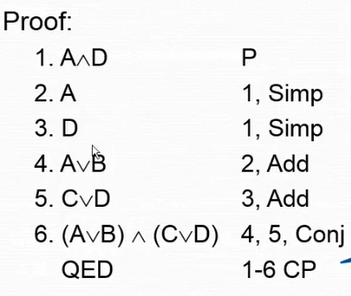 Proof:
1. A∧D P
2. A 1, Simp
3. D 1, Simp
4. A∨B 2, Add
5. C∨D 3, Add
6. (A∨B) ∧ (C∨D) 4, 5, Conj
QED 1-6 CP